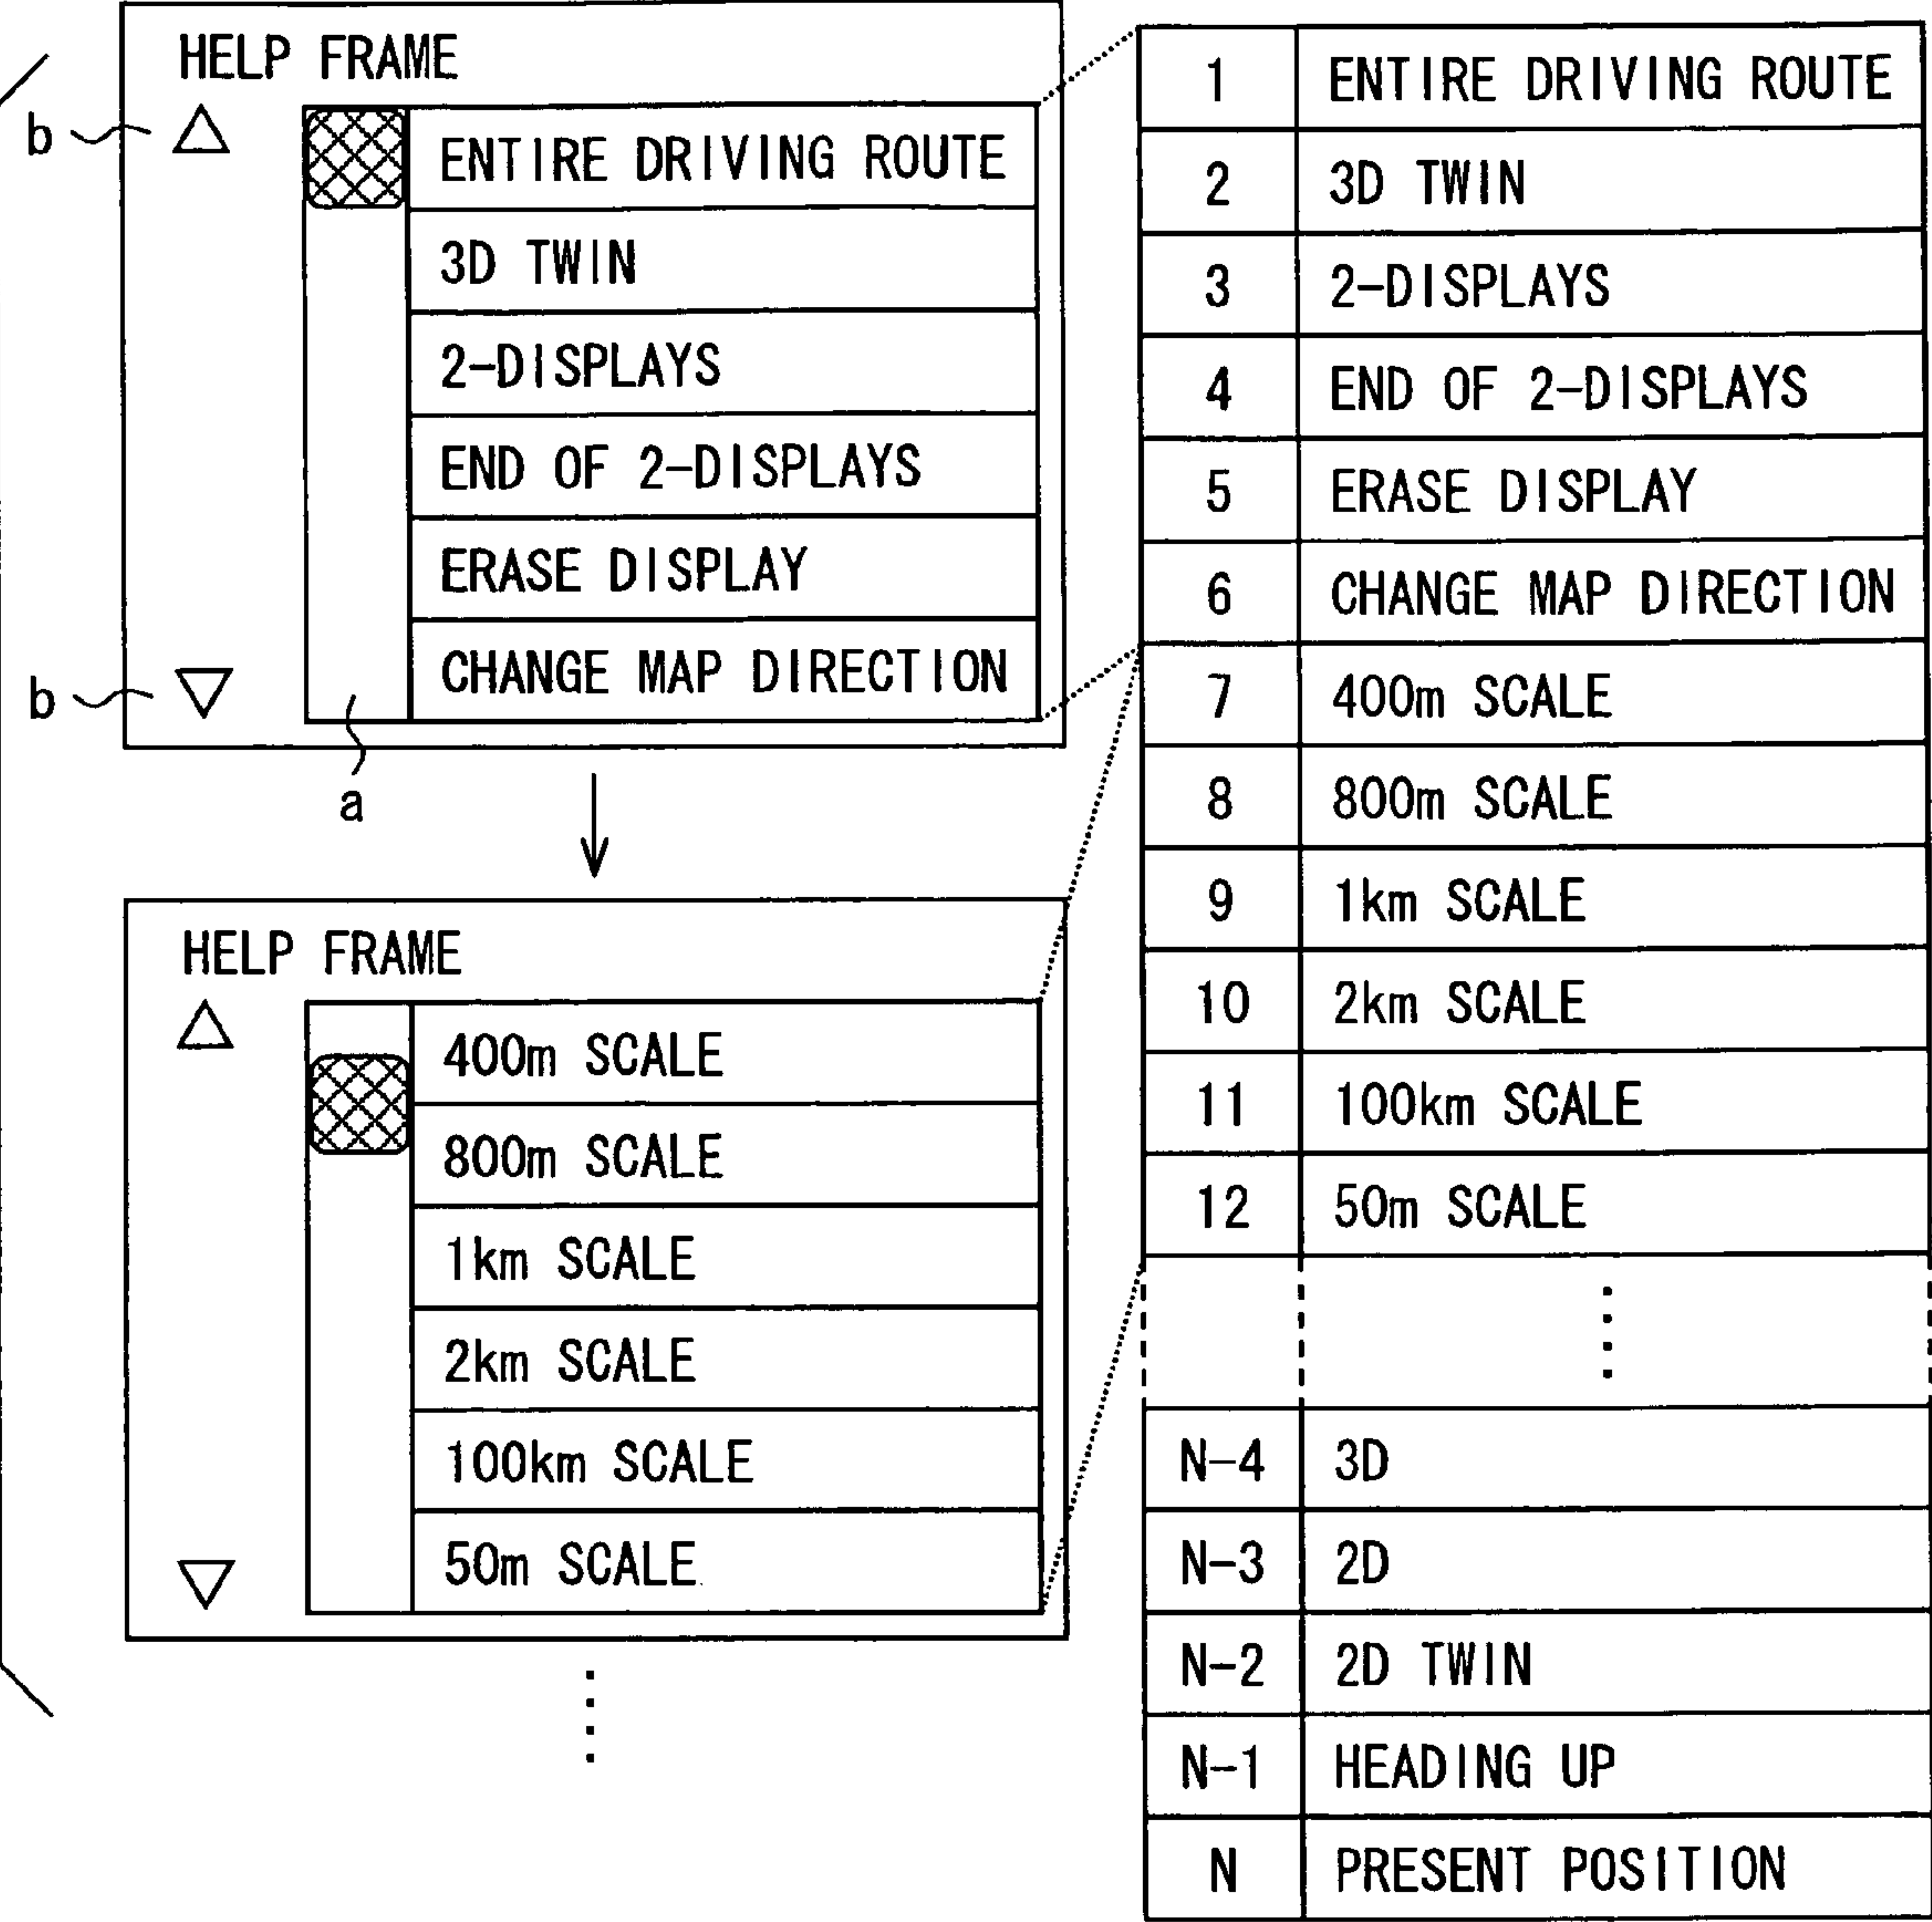 HELP FRAME
b
ENTIRE DRIVING ROUTE
3D TWIN
2-DISPLAYS
END OF 2-DISPLAYS
ERASE DISPLAY
CHANGE MAP DIRECTION
b
a
HELP FRAME
400m SCALE
800m SCALE
1km SCALE
2km SCALE
100km SCALE
50m SCALE
1 ENTIRE DRIVING ROUTE
2 3D TWIN
3 2-DISPLAYS
4 END OF 2-DISPLAYS
5 ERASE DISPLAY
6 CHANGE MAP DIRECTION
7 400m SCALE
8 800m SCALE
9 1km SCALE
10 2km SCALE
11 100km SCALE
12 50m SCALE
N-4 3D
N-3 2D
N-2 2D TWIN
N-1 HEADING UP
N PRESENT POSITION